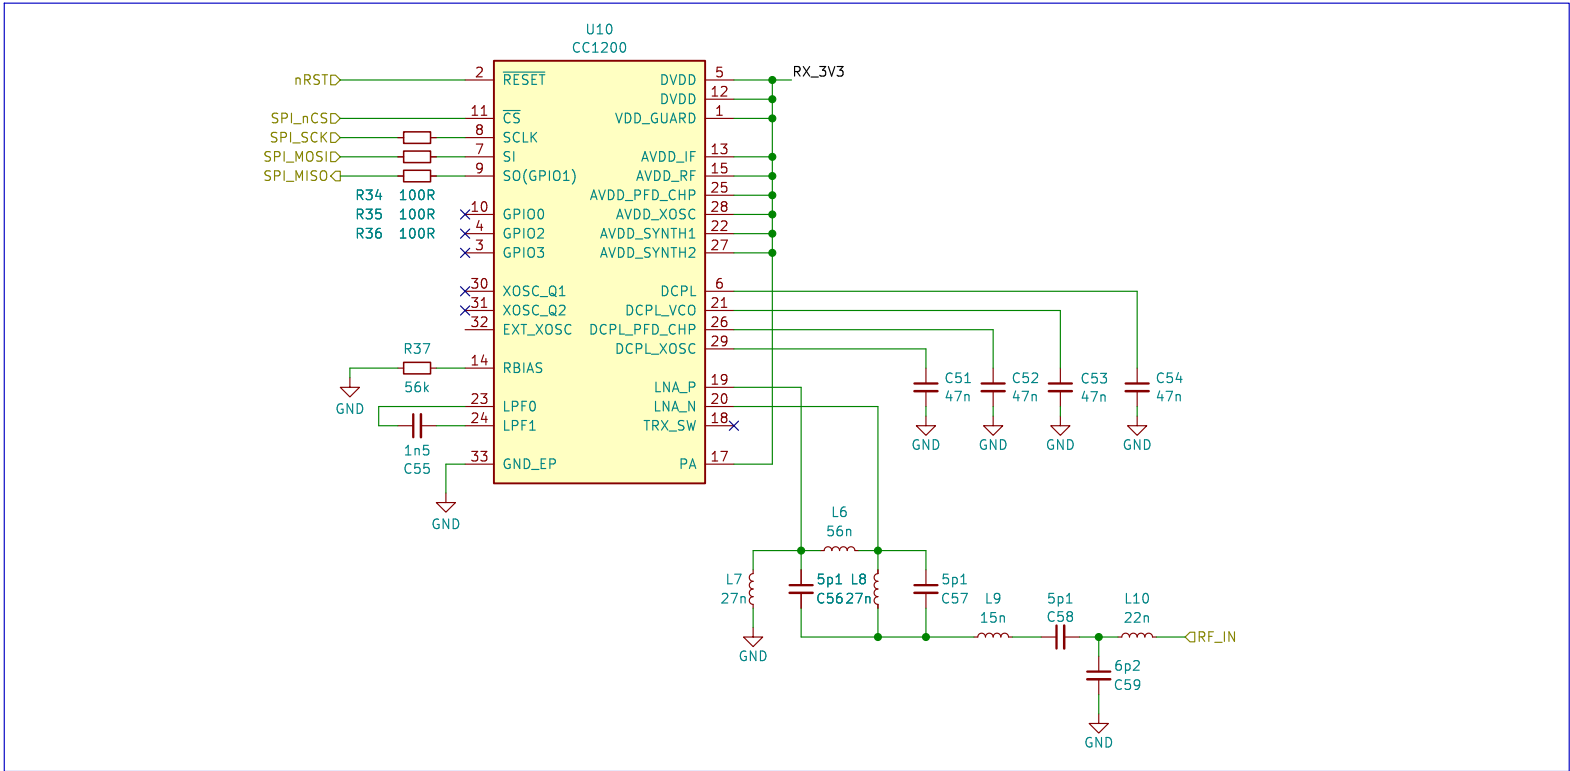 U10
CC1200
nRST
2
RESET
SPI_nCS
11
CS
SPI_SCK
8
SCLK
SPI_MOSI
7
SI
SPI_MISO
9
SO(GPIO1)
R34 100R
R35 100R
R36 100R
10
GPIO0
4
GPIO2
3
GPIO3
30
XOSC_Q1
31
XOSC_Q2
32
EXT_XOSC
R37
56k
14
RBIAS
GND
23
LPF0
24
LPF1
1n5
C55
33
GND_EP
GND
DVDD
5
RX_3V3
DVDD
12
VDD_GUARD
1
AVDD_IF
13
AVDD_RF
15
AVDD_PFD_CHP
25
AVDD_XOSC
28
AVDD_SYNTH1
22
AVDD_SYNTH2
27
DCPL
6
DCPL_VCO
21
DCPL_PFD_CHP
26
DCPL_XOSC
29
LNA_P
19
LNA_N
20
TRX_SW
18
PA
17
C51
47n
GND
C52
47n
GND
C53
47n
GND
C54
47n
GND
L6
56n
L7
27n
GND
5p1
C56
L8
27n
5p1
C57
L9
15n
5p1
C58
L10
22n
RF_IN
6p2
C59
GND